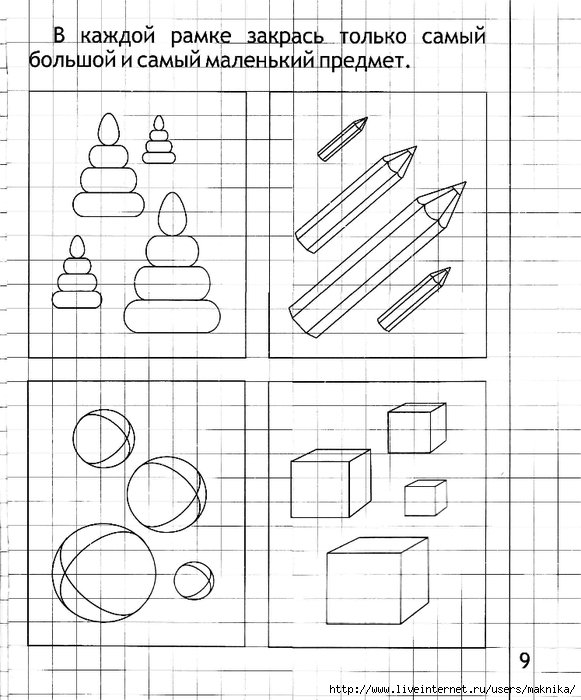 В каждой рамке закрась только самый
большой и самый маленький предмет.
9
http://www.liveinternet.ru/users/maknika/